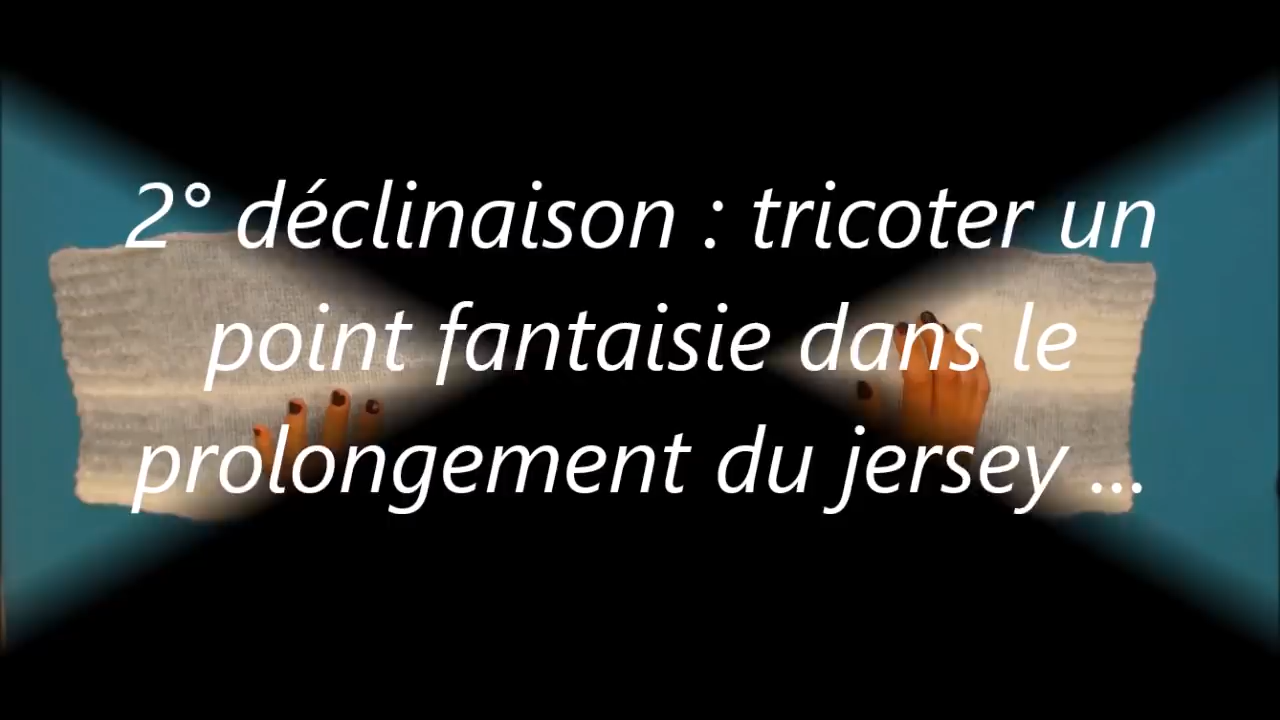 2° déclinaison : tricoter un
point fantaisie dans le
prolongement du jersey ...